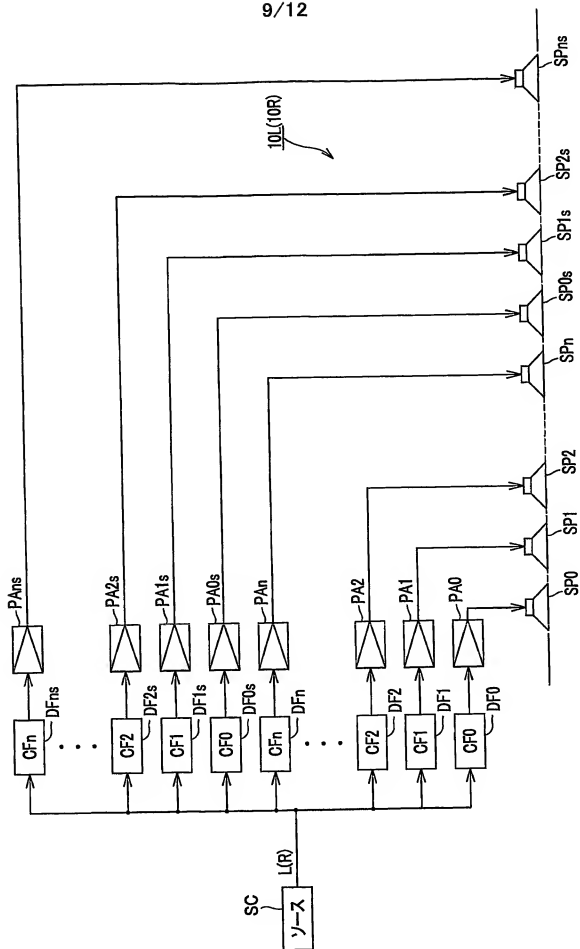 9/12
10L(10R)
SC
ソース
L(R)
CFn
DFns
PAns
SPns
CF2
DF2s
PA2s
SP2s
CF1
DF1s
PA1s
SP1s
CF0
DF0s
PA0s
SP0s
CFn
DFn
PAn
SPn
CF2
DF2
PA2
SP2
CF1
DF1
PA1
SP1
CF0
DF0
PA0
SP0